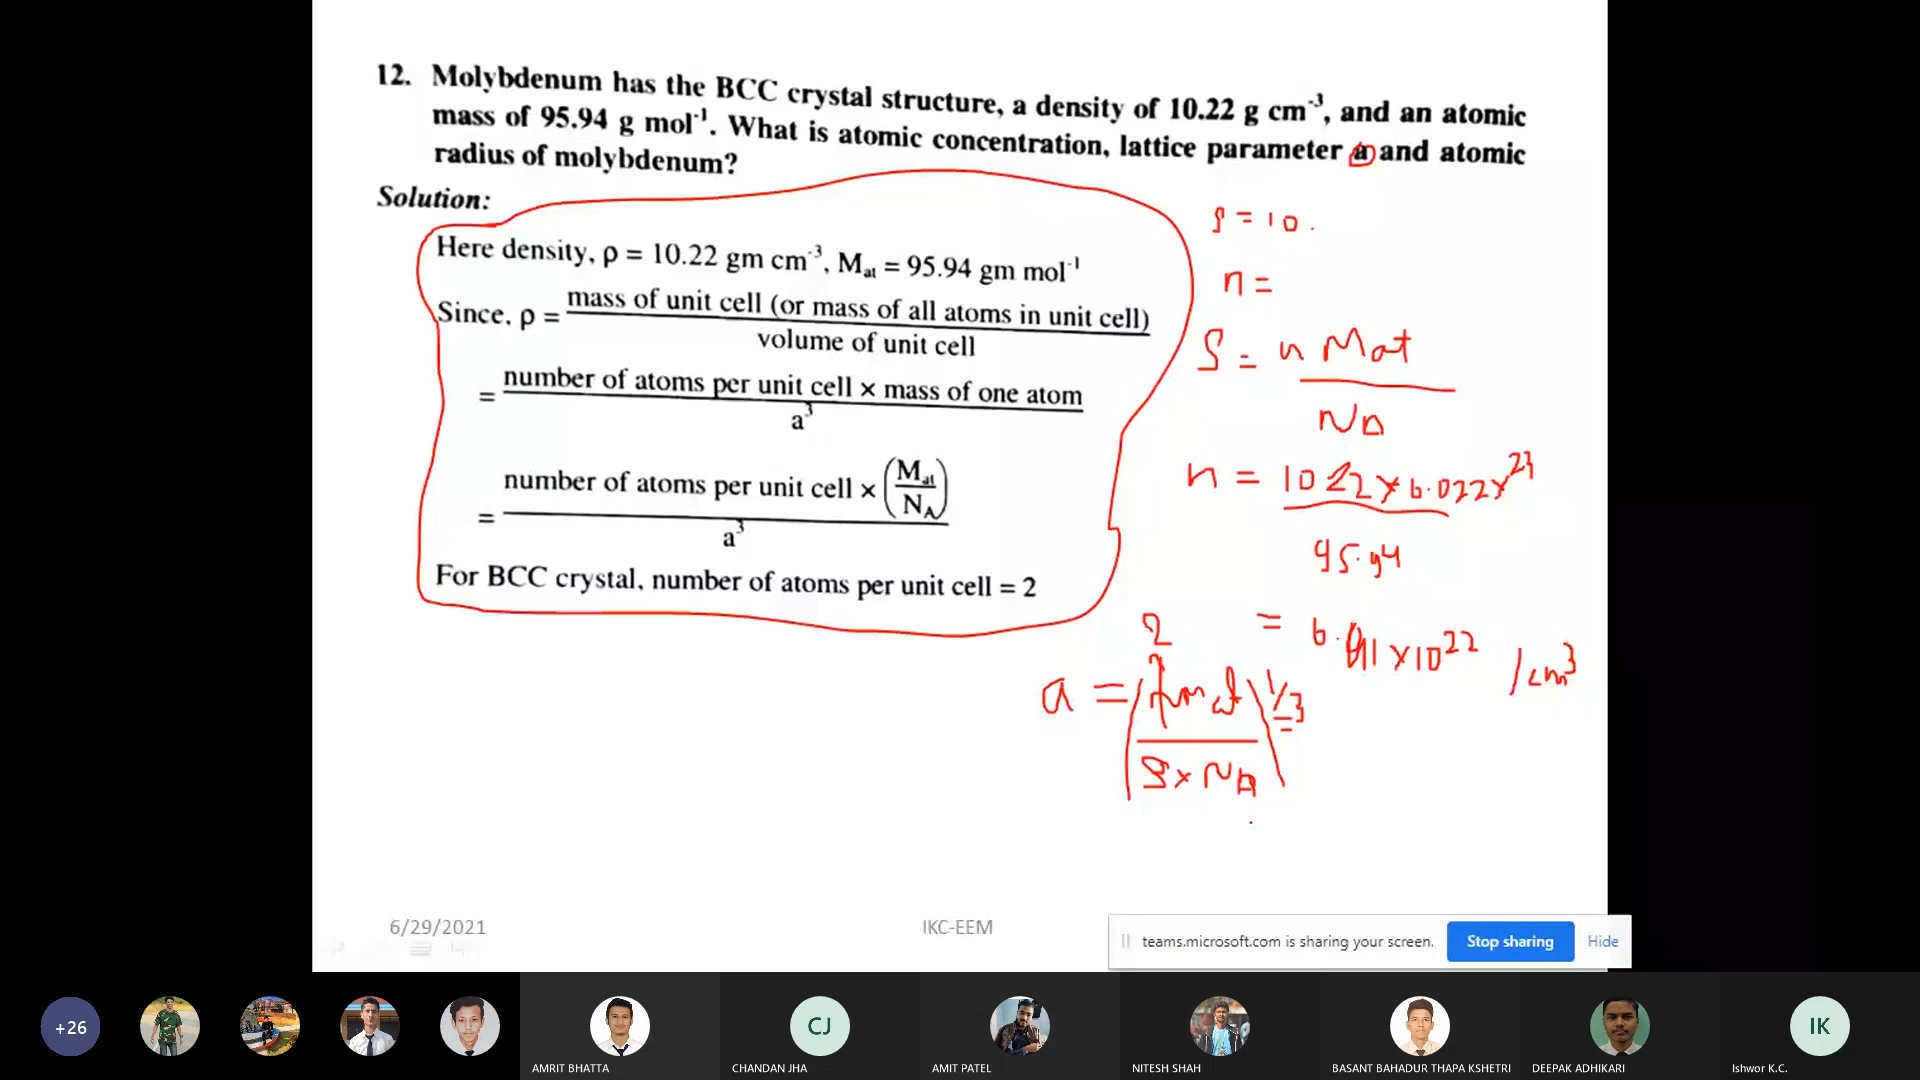 12. Molybdenum has the BCC crystal structure, a density of 10.22 g cm⁻³, and an atomic
mass of 95.94 g mol⁻¹. What is atomic concentration, lattice parameter a and atomic
radius of molybdenum?
Solution:
Here density, ρ = 10.22 gm cm⁻³, M_at = 95.94 gm mol⁻¹
Since, ρ = mass of unit cell (or mass of all atoms in unit cell)
volume of unit cell
= number of atoms per unit cell × mass of one atom
a³
= number of atoms per unit cell × (M_at / N_A)
a³
For BCC crystal, number of atoms per unit cell = 2
ρ = 10.
n =
ρ = n Mat
NA
n = 1022 × 6.022 × ²³
95.94
= 6.41 × 10²² /cm³
2
a = ( Mat )^1/3
ρ × NA
6/29/2021
IKC-EEM
teams.microsoft.com is sharing your screen.
Stop sharing
Hide
+26
CJ
IK
AMRIT BHATTA
CHANDAN JHA
AMIT PATEL
NITESH SHAH
BASANT BAHADUR THAPA KSHETRI
DEEPAK ADHIKARI
Ishwor K.C.